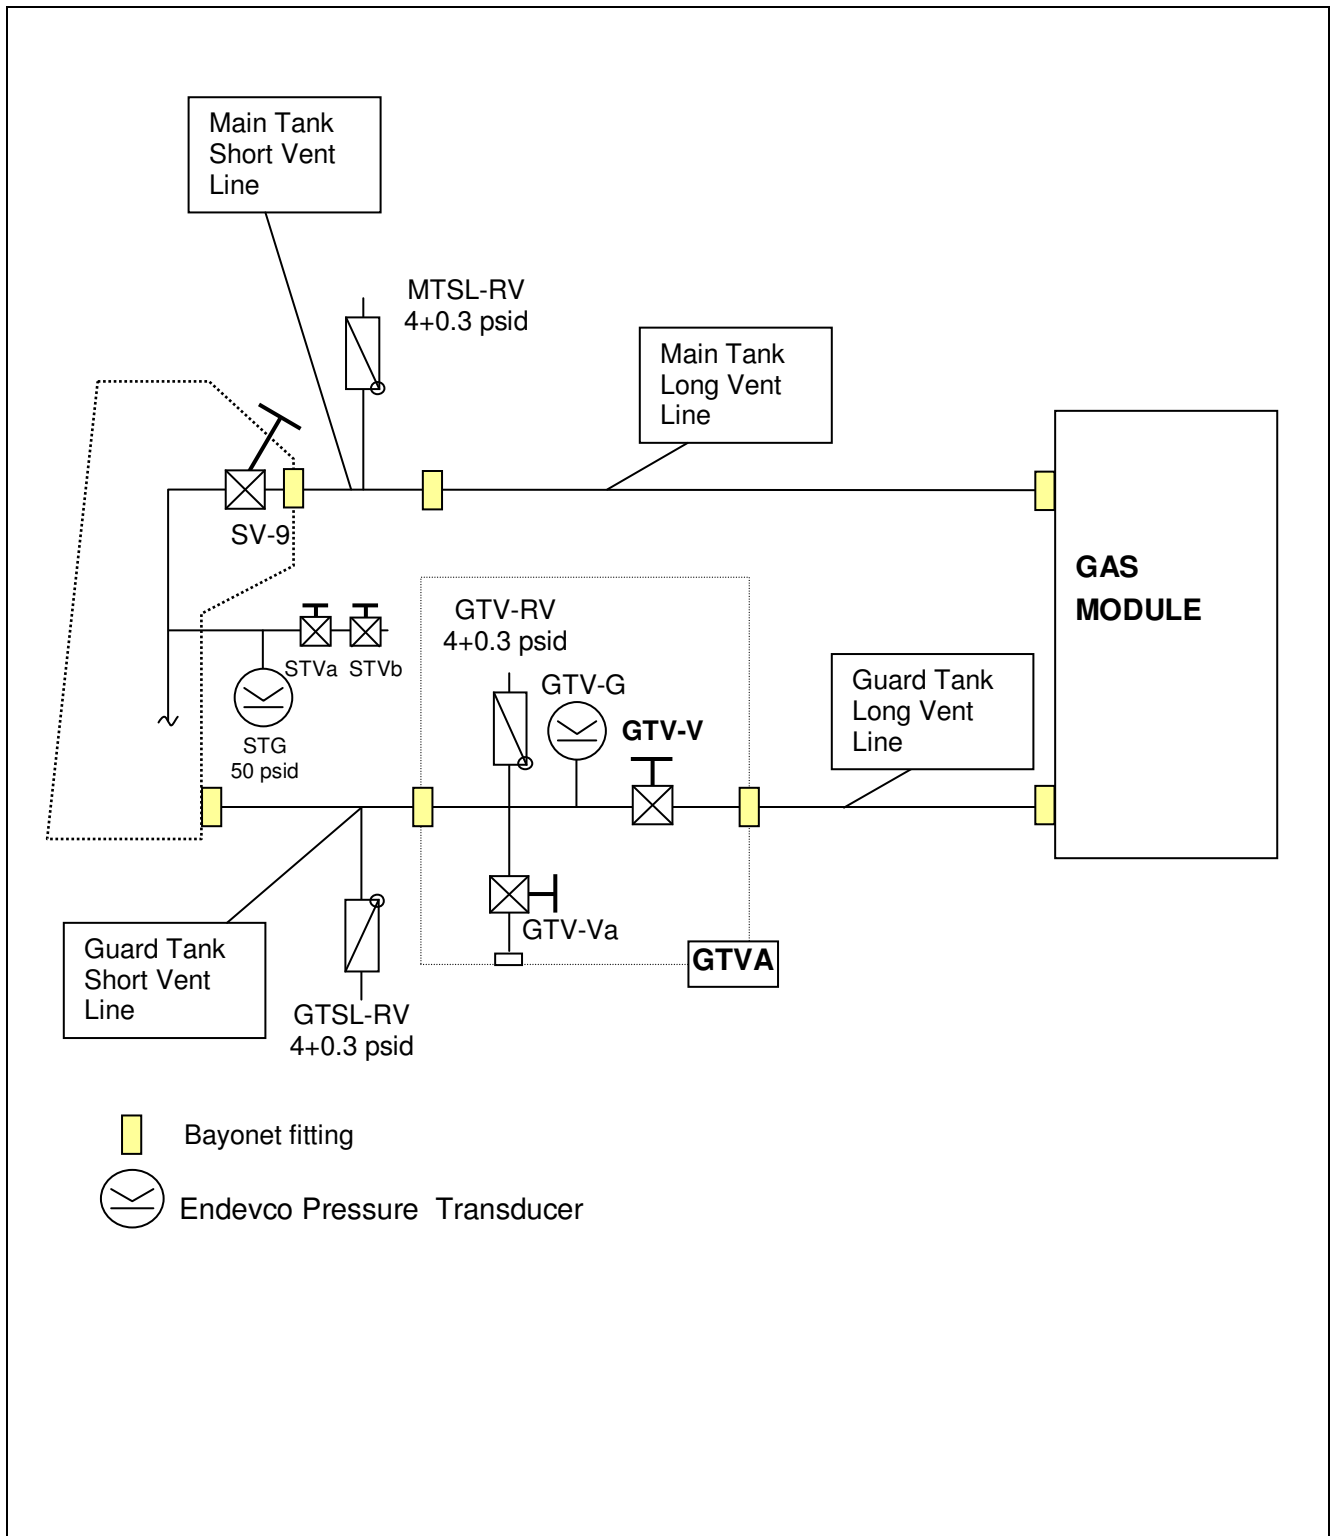 Main Tank
Short Vent
Line
MTSL-RV
4+0.3 psid
Main Tank
Long Vent
Line
SV-9
GAS
MODULE
GTV-RV
4+0.3 psid
STVa
STVb
GTV-G
GTV-V
Guard Tank
Long Vent
Line
STG
50 psid
GTV-Va
GTVA
Guard Tank
Short Vent
Line
GTSL-RV
4+0.3 psid
Bayonet fitting
Endevco Pressure Transducer